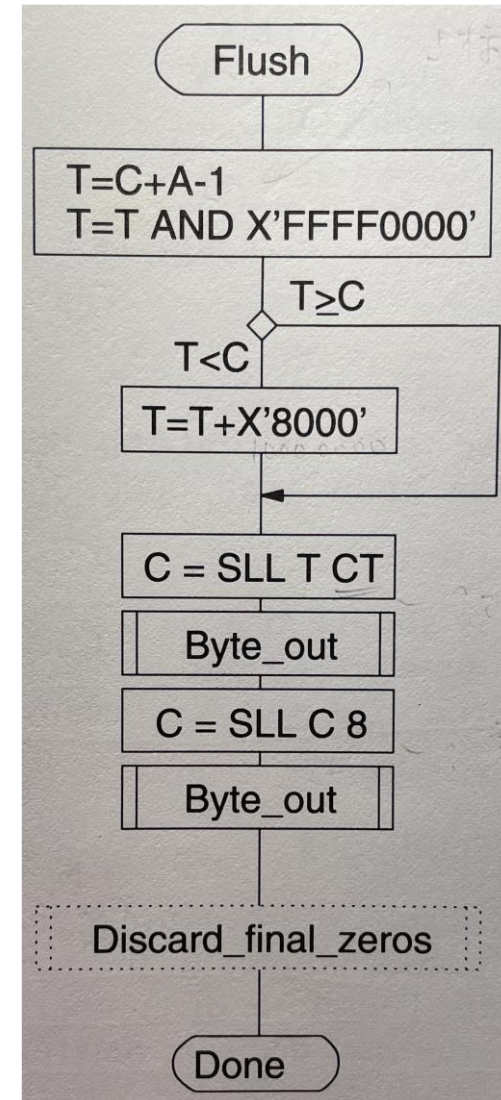 Flush
T=C+A-1
T=T AND X'FFFF0000'
T≥C
T<C
T=T+X'8000'
C = SLL T CT
Byte_out
C = SLL C 8
Byte_out
Discard_final_zeros
Done